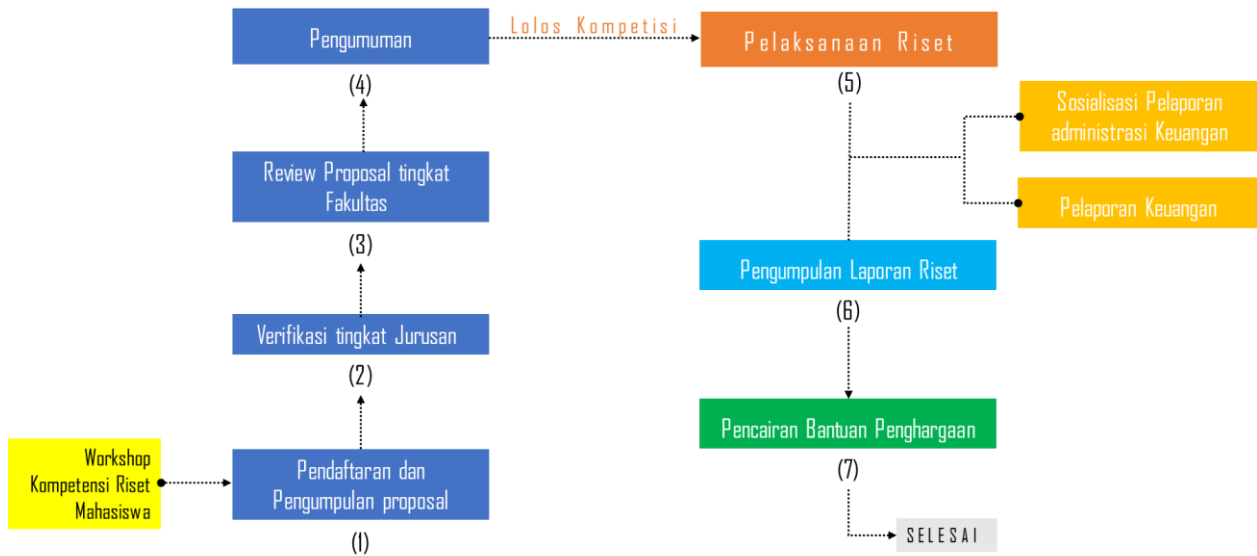 Pengumuman
(4)
Lolos Kompetisi
Pelaksanaan Riset
(5)
Sosialisasi Pelaporan
administrasi Keuangan
Pelaporan Keuangan
Review Proposal tingkat
Fakultas
(3)
Pengumpulan Laporan Riset
(6)
Verifikasi tingkat Jurusan
(2)
Pencairan Bantuan Penghargaan
(7)
Workshop
Kompetensi Riset
Mahasiswa
Pendaftaran dan
Pengumpulan proposal
(1)
SELESAI